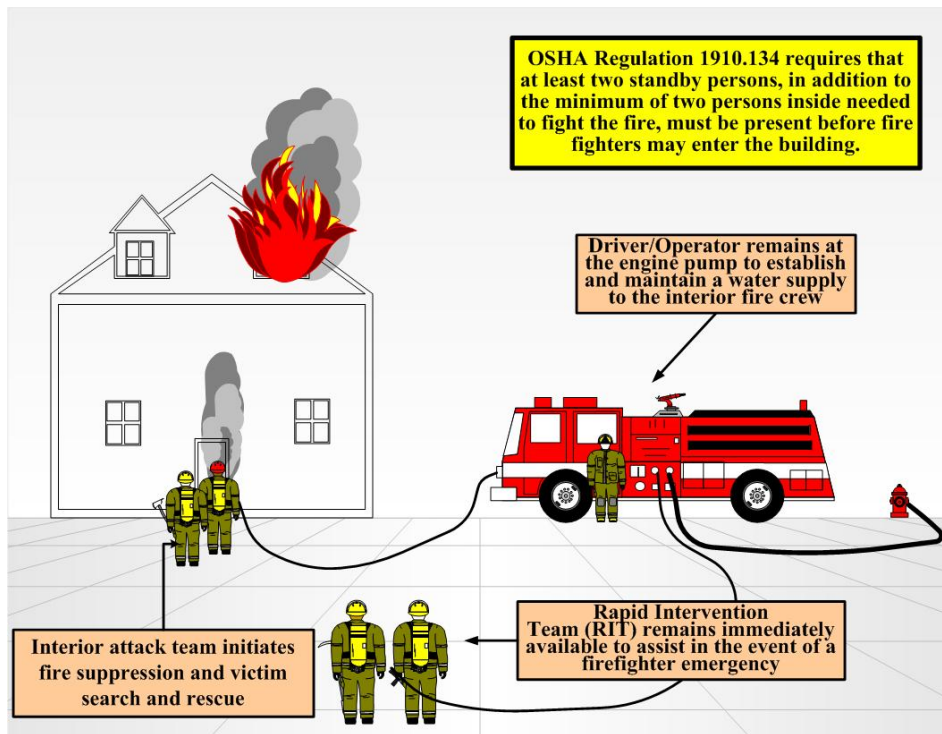 OSHA Regulation 1910.134 requires that
at least two standby persons, in addition to
the minimum of two persons inside needed
to fight the fire, must be present before fire
fighters may enter the building.
Driver/Operator remains at
the engine pump to establish
and maintain a water supply
to the interior fire crew
Interior attack team initiates
fire suppression and victim
search and rescue
Rapid Intervention
Team (RIT) remains immediately
available to assist in the event of a
firefighter emergency